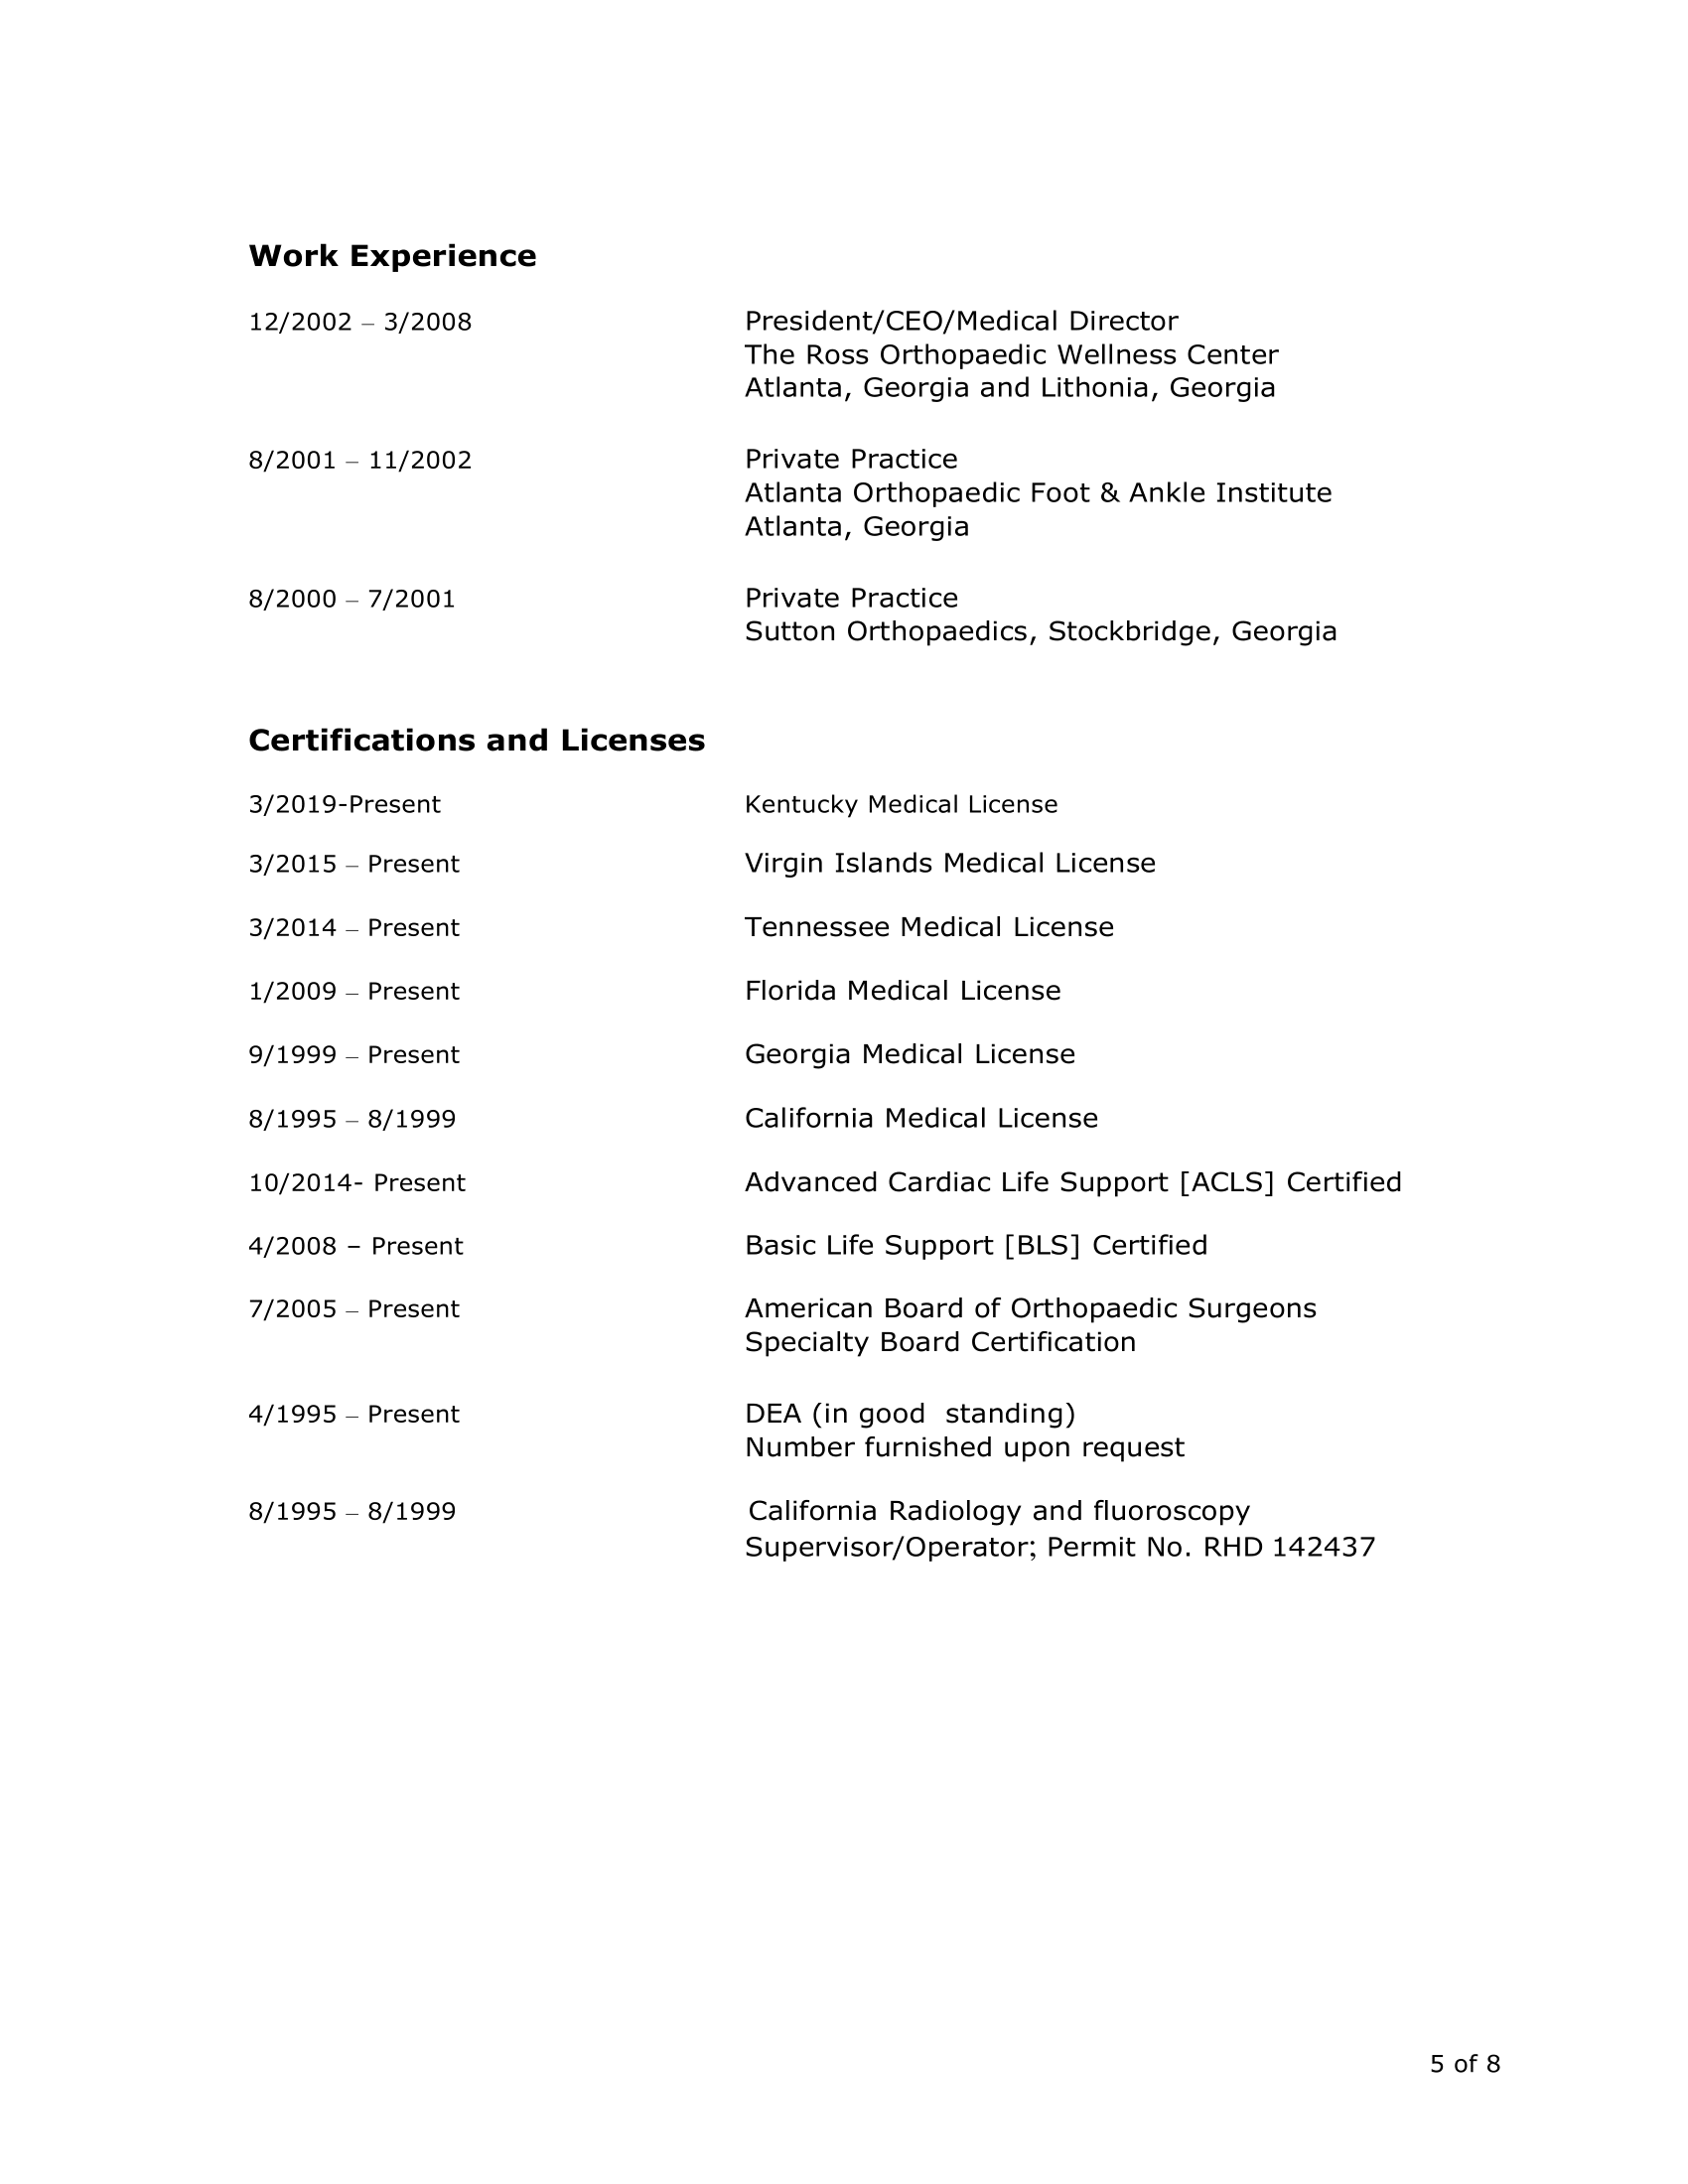 Work Experience
12/2002 – 3/2008 President/CEO/Medical Director
The Ross Orthopaedic Wellness Center
Atlanta, Georgia and Lithonia, Georgia
8/2001 – 11/2002 Private Practice
Atlanta Orthopaedic Foot & Ankle Institute
Atlanta, Georgia
8/2000 – 7/2001 Private Practice
Sutton Orthopaedics, Stockbridge, Georgia
Certifications and Licenses
3/2019-Present Kentucky Medical License
3/2015 – Present Virgin Islands Medical License
3/2014 – Present Tennessee Medical License
1/2009 – Present Florida Medical License
9/1999 – Present Georgia Medical License
8/1995 – 8/1999 California Medical License
10/2014- Present Advanced Cardiac Life Support [ACLS] Certified
4/2008 – Present Basic Life Support [BLS] Certified
7/2005 – Present American Board of Orthopaedic Surgeons
Specialty Board Certification
4/1995 – Present DEA (in good  standing)
Number furnished upon request
8/1995 – 8/1999 California Radiology and fluoroscopy
Supervisor/Operator; Permit No. RHD 142437
5 of 8